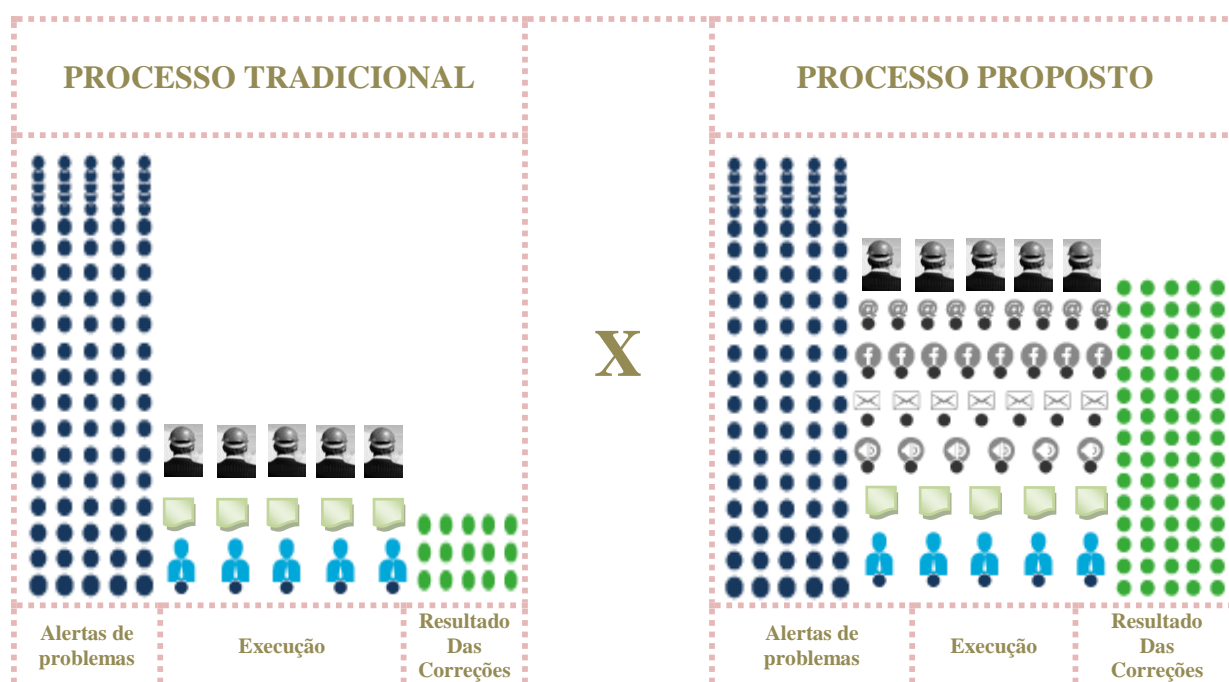 PROCESSO TRADICIONAL
PROCESSO PROPOSTO
X
Alertas de
problemas
Execução
Resultado
Das
Correções
Alertas de
problemas
Execução
Resultado
Das
Correções